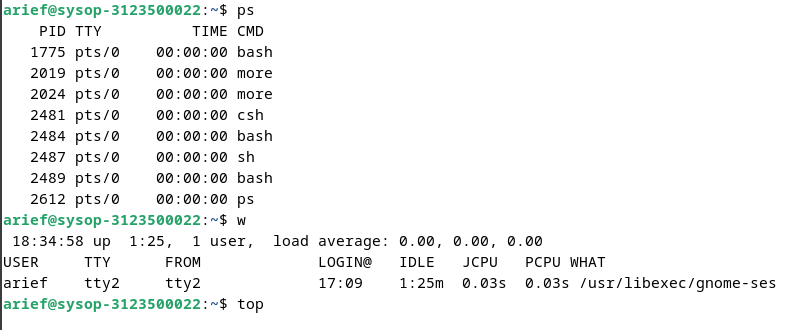 arief@sysop-3123500022:~$ ps
    PID TTY          TIME CMD
   1775 pts/0    00:00:00 bash
   2019 pts/0    00:00:00 more
   2024 pts/0    00:00:00 more
   2481 pts/0    00:00:00 csh
   2484 pts/0    00:00:00 bash
   2487 pts/0    00:00:00 sh
   2489 pts/0    00:00:00 bash
   2612 pts/0    00:00:00 ps
arief@sysop-3123500022:~$ w
 18:34:58 up  1:25,  1 user,  load average: 0.00, 0.00, 0.00
USER     TTY      FROM             LOGIN@   IDLE   JCPU   PCPU WHAT
arief    tty2     tty2             17:09    1:25m  0.03s  0.03s /usr/libexec/gnome-ses
arief@sysop-3123500022:~$ top